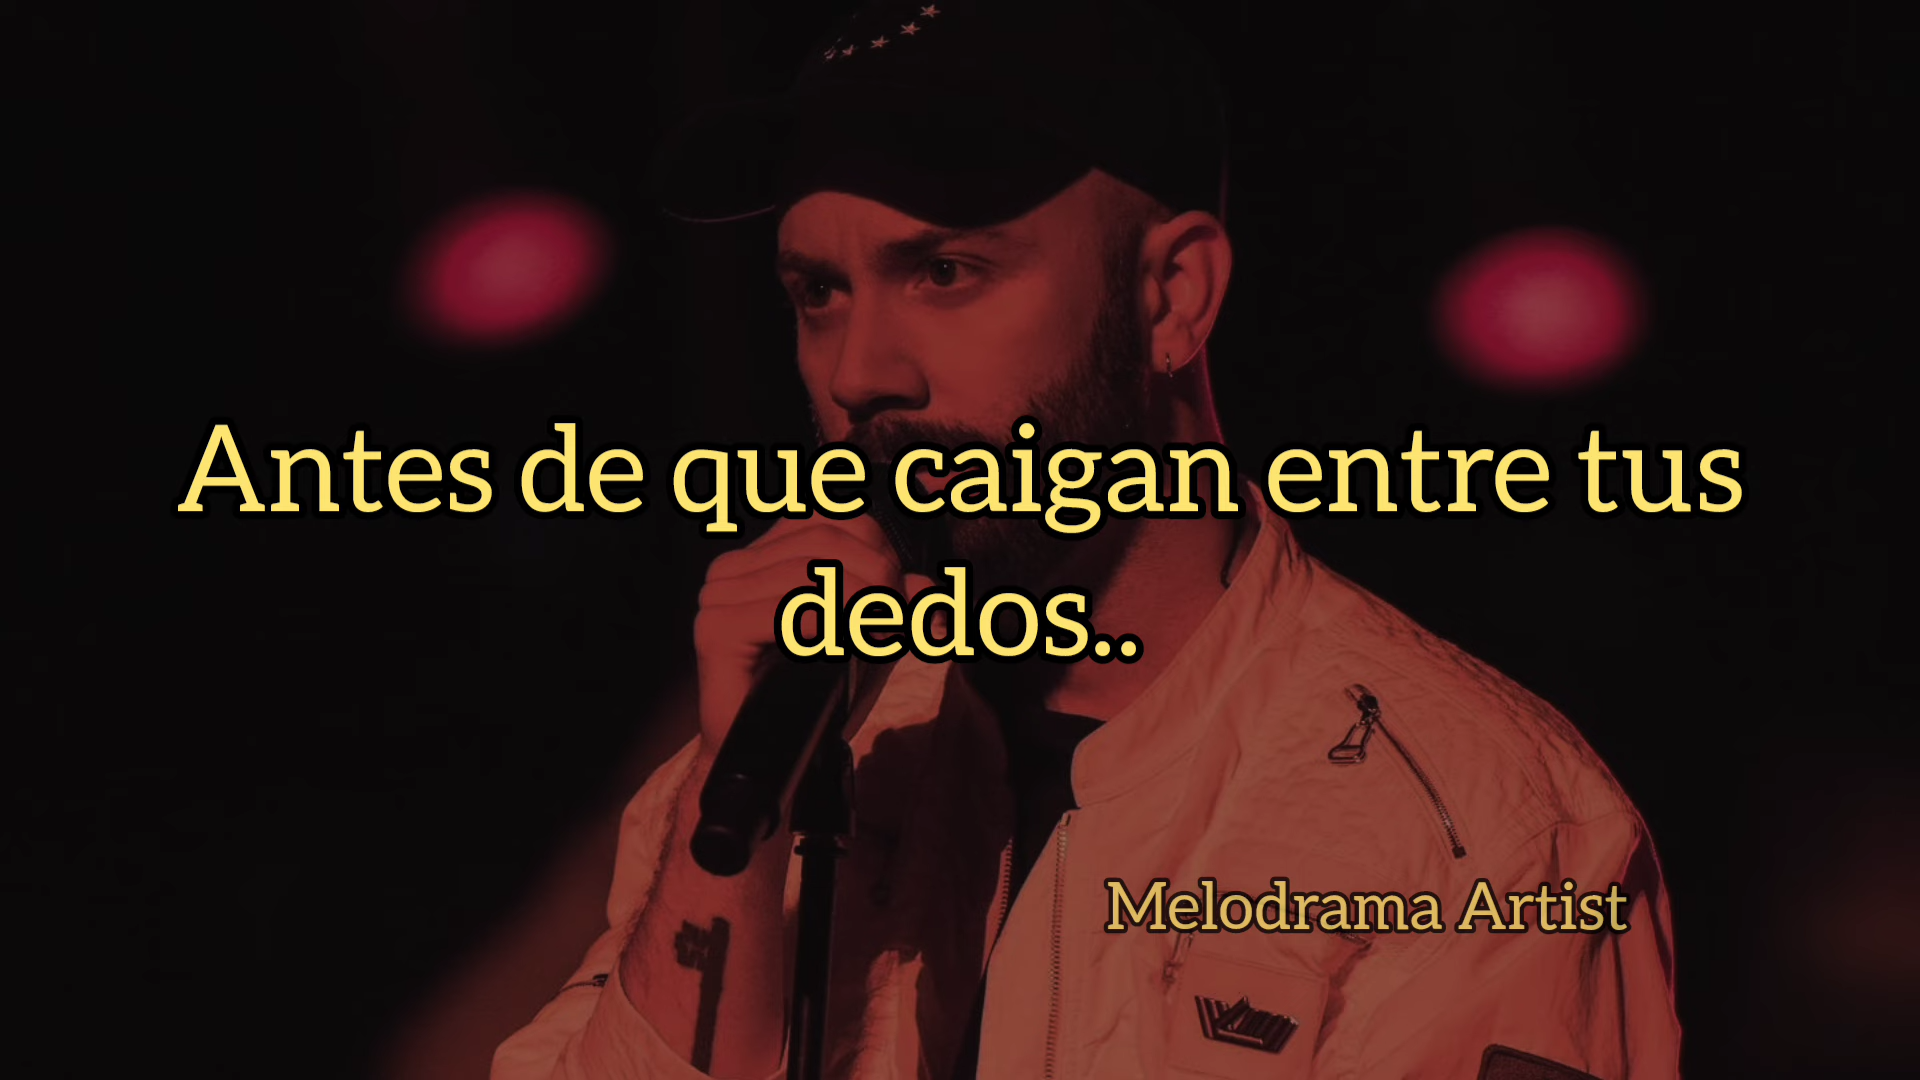 Antes de que caigan entre tus
dedos..
Melodrama Artist